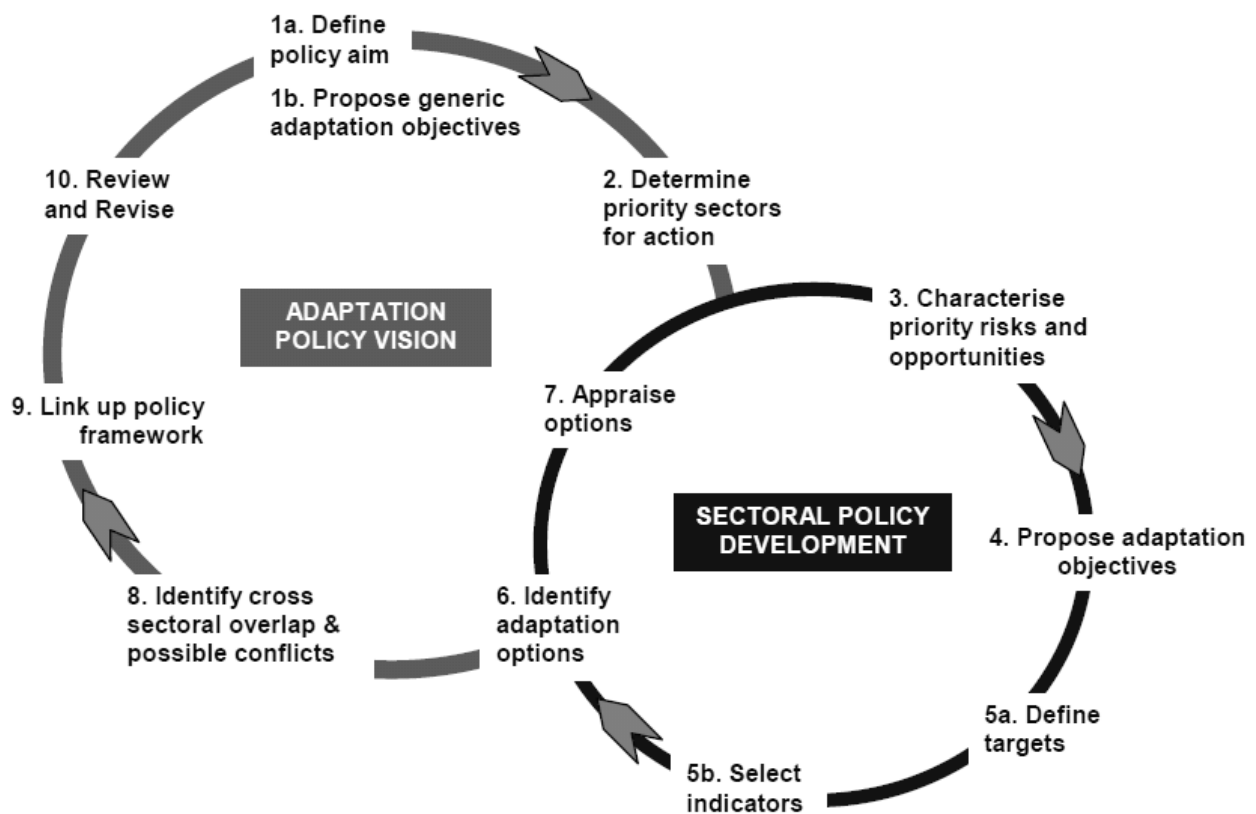 1a. Define
policy aim
1b. Propose generic
adaptation objectives
2. Determine
priority sectors
for action
3. Characterise
priority risks and
opportunities
4. Propose adaptation
objectives
5a. Define
targets
5b. Select
indicators
6. Identify
adaptation
options
7. Appraise
options
8. Identify cross
sectoral overlap &
possible conflicts
9. Link up policy
framework
10. Review
and Revise
ADAPTATION
POLICY VISION
SECTORAL POLICY
DEVELOPMENT